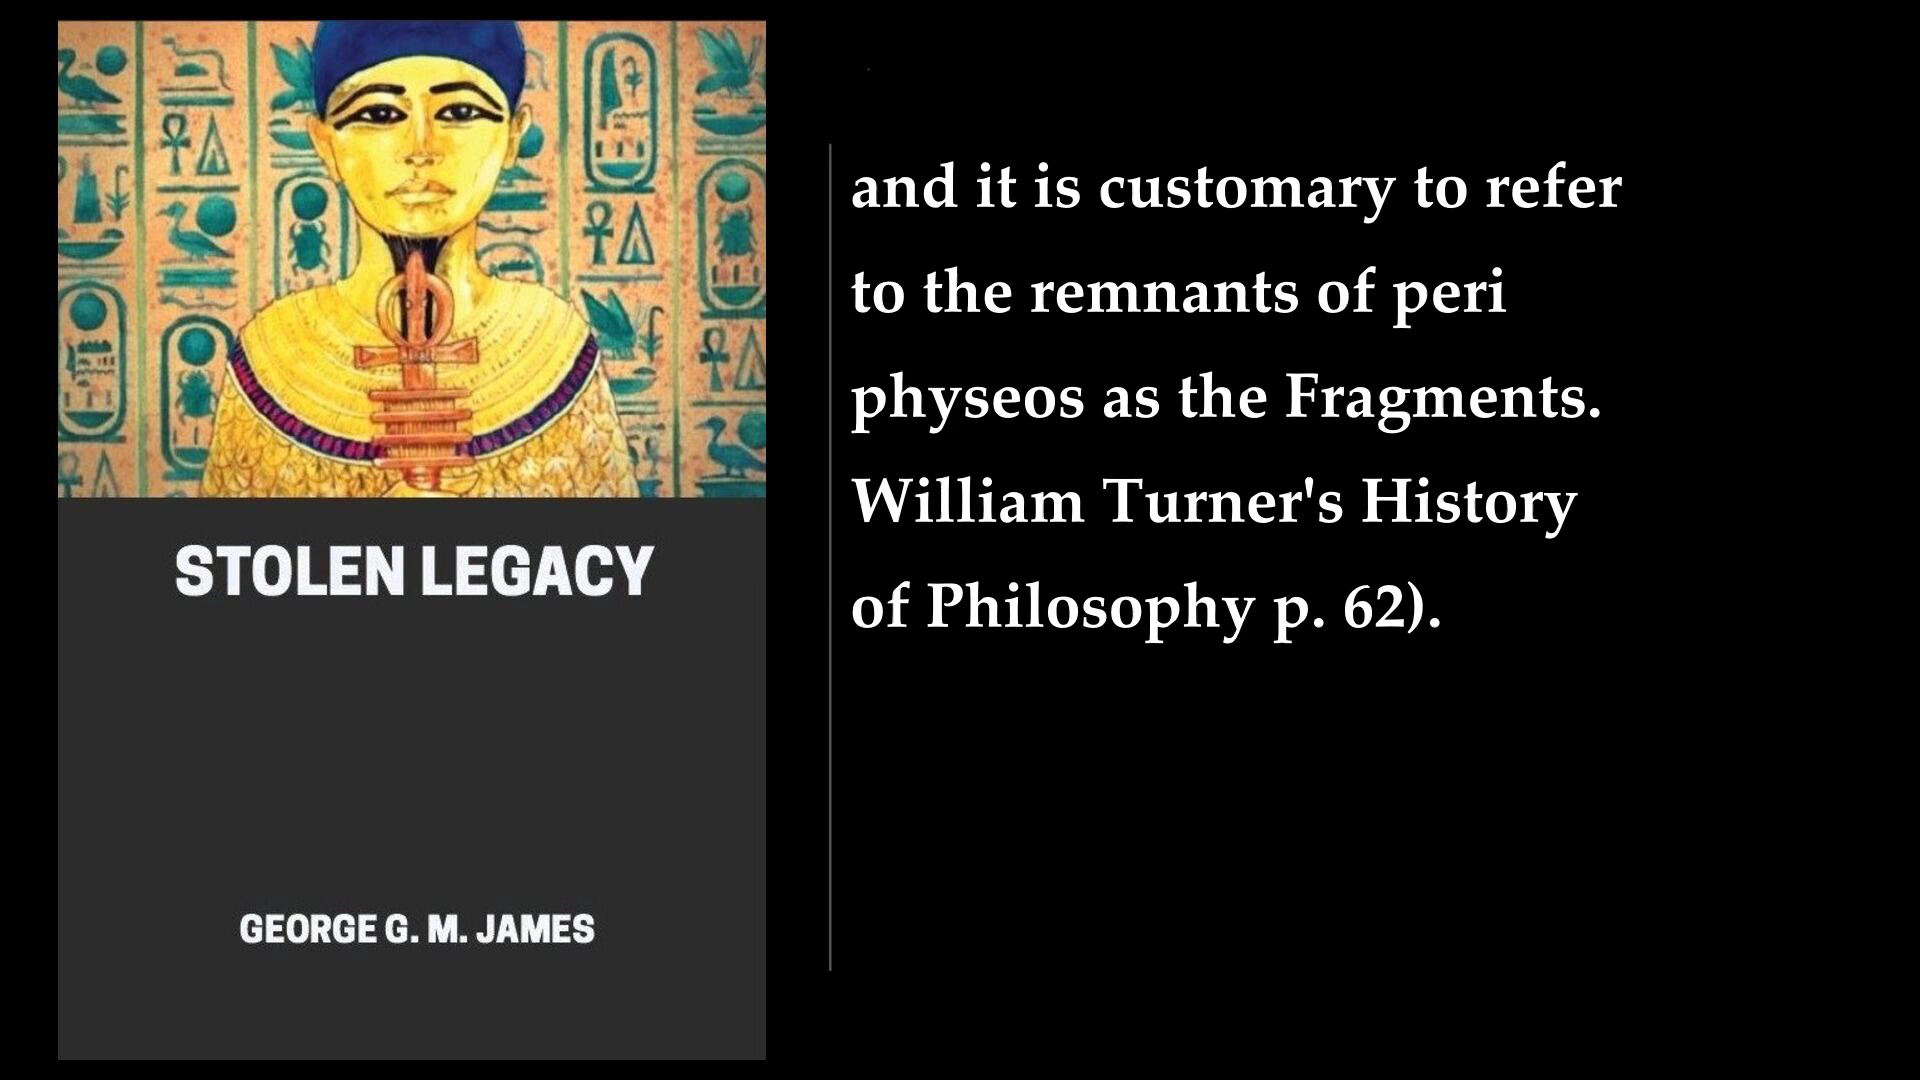 STOLEN LEGACY
GEORGE G. M. JAMES
and it is customary to refer
to the remnants of peri
physeos as the Fragments.
William Turner's History
of Philosophy p. 62).